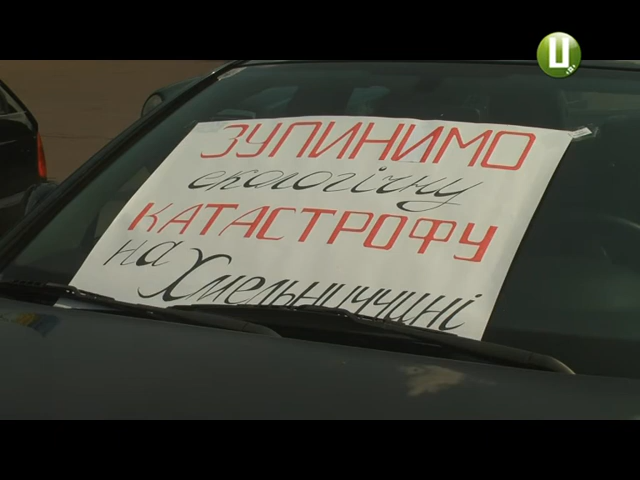 Ц
ЗУПИНИМО
екологічну
КАТАСТРОФУ
на Хмельниччині